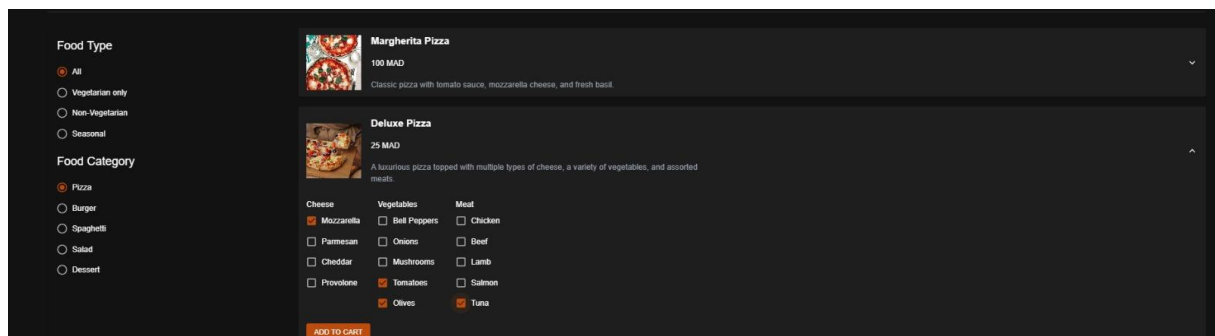 Food Type
All
Vegetarian only
Non-Vegetarian
Seasonal
Food Category
Pizza
Burger
Spaghetti
Salad
Dessert
Margherita Pizza
100 MAD
Classic pizza with tomato sauce, mozzarella cheese, and fresh basil.
Deluxe Pizza
25 MAD
A luxurious pizza topped with multiple types of cheese, a variety of vegetables, and assorted
meats.
Cheese
Mozzarella
Parmesan
Cheddar
Provolone
Vegetables
Bell Peppers
Onions
Mushrooms
Tomatoes
Olives
Meat
Chicken
Beef
Lamb
Salmon
Tuna
ADD TO CART